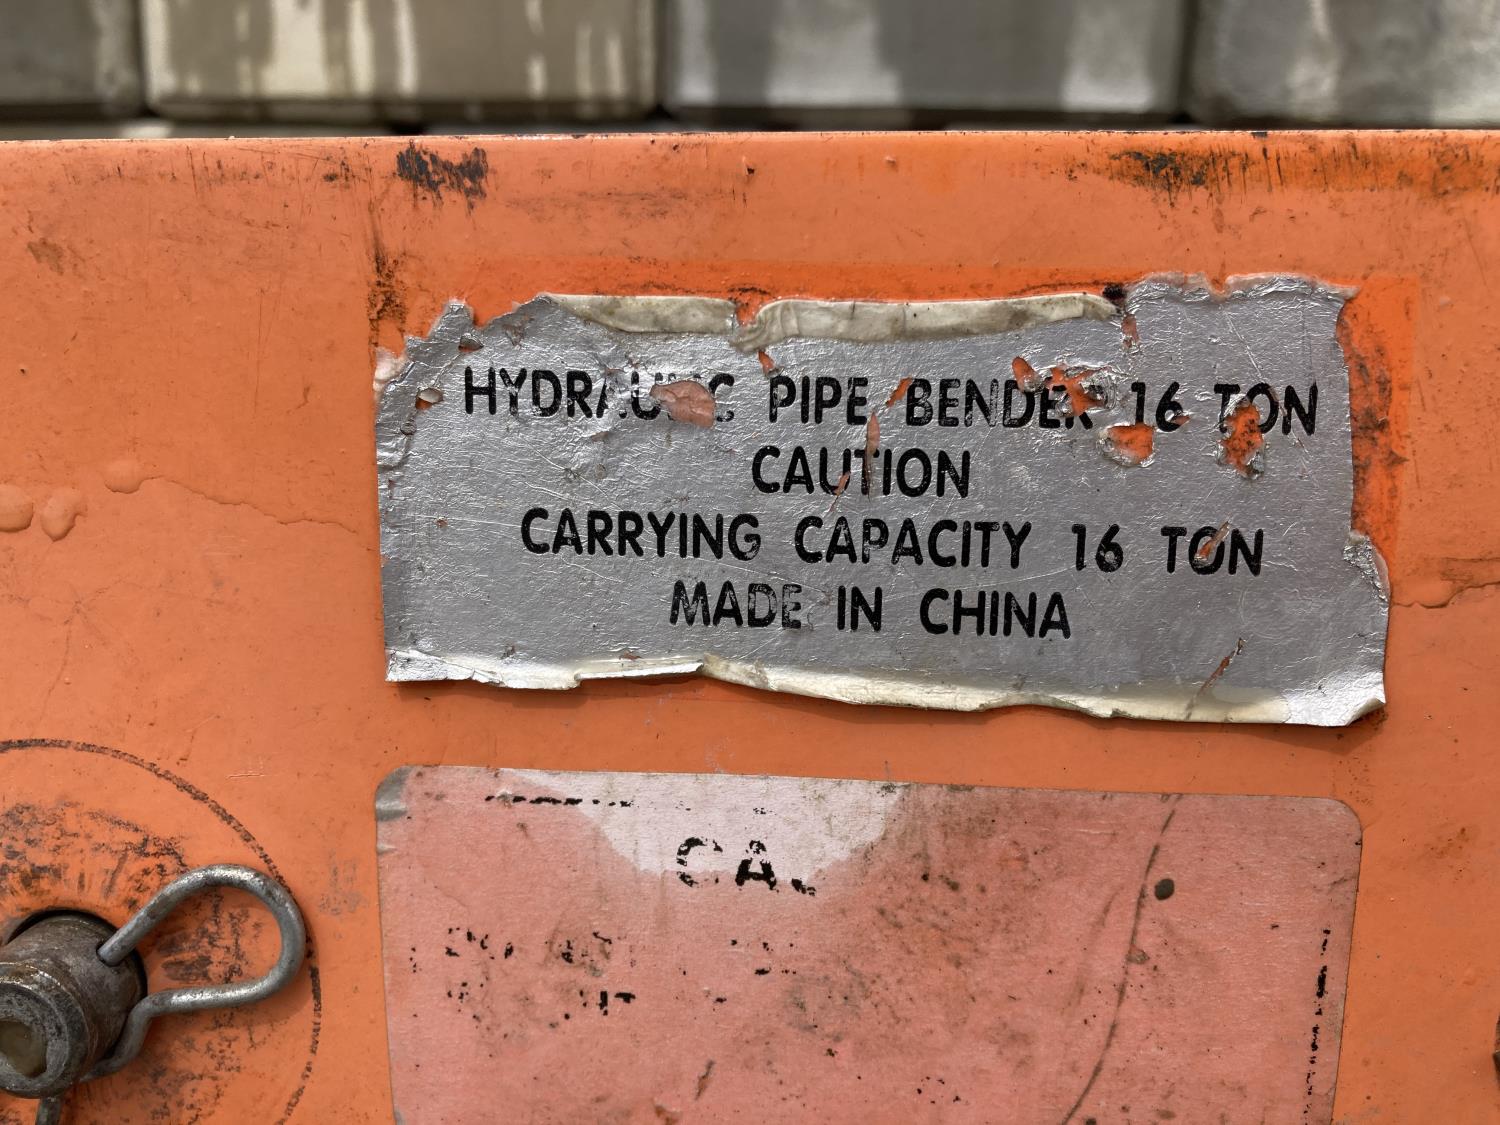 HYDRAULIC PIPE BENDER 16 TON
CAUTION
CARRYING CAPACITY 16 TON
MADE IN CHINA